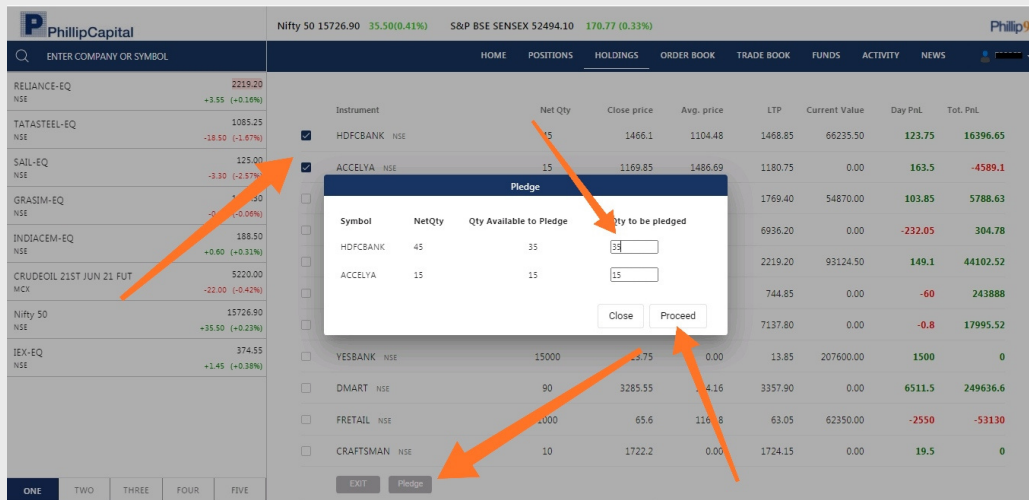 PhillipCapital
Nifty 50 15726.90 35.50(0.41%) S&P BSE SENSEX 52494.10 170.77 (0.33%)
Phillip9
ENTER COMPANY OR SYMBOL
HOME POSITIONS HOLDINGS ORDER BOOK TRADE BOOK FUNDS ACTIVITY NEWS
RELIANCE-EQ 2219.20
NSE +3.55 (+0.16%)
TATASTEEL-EQ 1085.25
NSE -18.50 (-1.67%)
SAIL-EQ 125.00
NSE -3.30 (-2.57%)
GRASIM-EQ
NSE (-0.06%)
INDIACEM-EQ 188.50
NSE +0.60 (+0.31%)
CRUDEOIL 21ST JUN 21 FUT 5220.00
MCX -22.00 (-0.42%)
Nifty 50 15726.90
NSE +35.50 (+0.23%)
IEX-EQ 374.55
NSE +1.45 (+0.38%)
ONE TWO THREE FOUR FIVE
Instrument Net Qty Close price Avg. price LTP Current Value Day PnL Tot. PnL
HDFCBANK NSE 1466.1 1104.48 1468.85 66235.50 123.75 16396.65
ACCELYA NSE 15 1169.85 1486.69 1180.75 0.00 163.5 -4589.1
1769.40 54870.00 103.85 5788.63
6936.20 0.00 -232.05 304.78
2219.20 93124.50 149.1 44102.52
744.85 0.00 -60 243888
7137.80 0.00 -0.8 17995.52
YESBANK NSE 15000 0.00 13.85 207600.00 1500 0
DMART NSE 90 3285.55 3357.90 0.00 6511.5 249636.6
FRETAIL NSE 65.6 63.05 62350.00 -2550 -53130
CRAFTSMAN NSE 10 1722.2 0.00 1724.15 0.00 19.5 0
EXIT Pledge
Pledge
Symbol NetQty Qty Available to Pledge Qty to be pledged
HDFCBANK 45 35 35
ACCELYA 15 15 15
Close Proceed